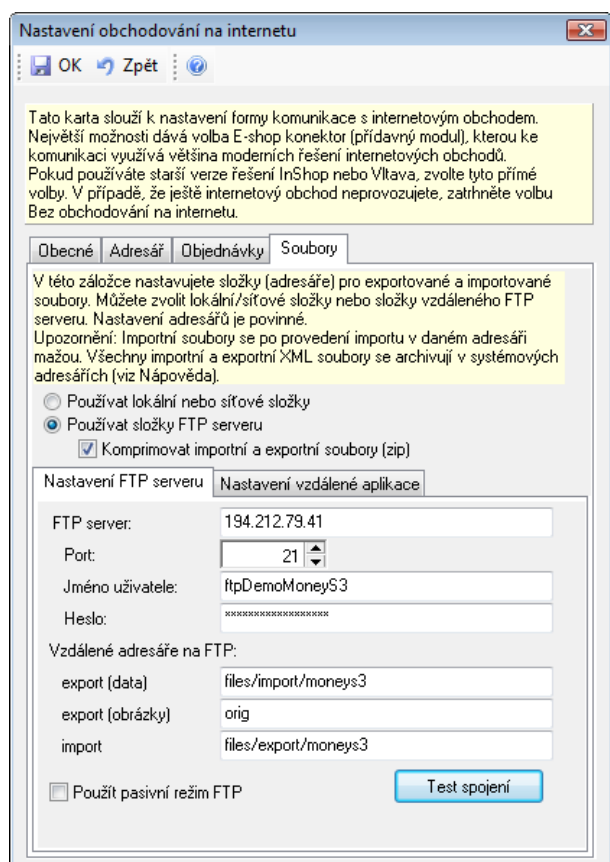 Nastavení obchodování na internetu
OK Zpět
Tato karta slouží k nastavení formy komunikace s internetovým obchodem.
Největší možnosti dává volba E-shop konektor (přídavný modul), kterou ke
komunikaci využívá většina moderních řešení internetových obchodů.
Pokud používáte starší verze řešení InShop nebo Vltava, zvolte tyto přímé
volby. V případě, že ještě internetový obchod neprovozujete, zatrhněte volbu
Bez obchodování na internetu.
Obecné Adresář Objednávky Soubory
V této záložce nastavujete složky (adresáře) pro exportované a importované
soubory. Můžete zvolit lokální/síťové složky nebo složky vzdáleného FTP
serveru. Nastavení adresářů je povinné.
Upozornění: Importní soubory se po provedení importu v daném adresáři
mažou. Všechny importní a exportní XML soubory se archivují v systémových
adresářích (viz Nápověda).
Používat lokální nebo síťové složky
Používat složky FTP serveru
Komprimovat importní a exportní soubory (zip)
Nastavení FTP serveru Nastavení vzdálené aplikace
FTP server: 194.212.79.41
Port: 21
Jméno uživatele: ftpDemoMoneyS3
Heslo: ******************
Vzdálené adresáře na FTP:
export (data) files/import/moneys3
export (obrázky) orig
import files/export/moneys3
Použít pasivní režim FTP Test spojení